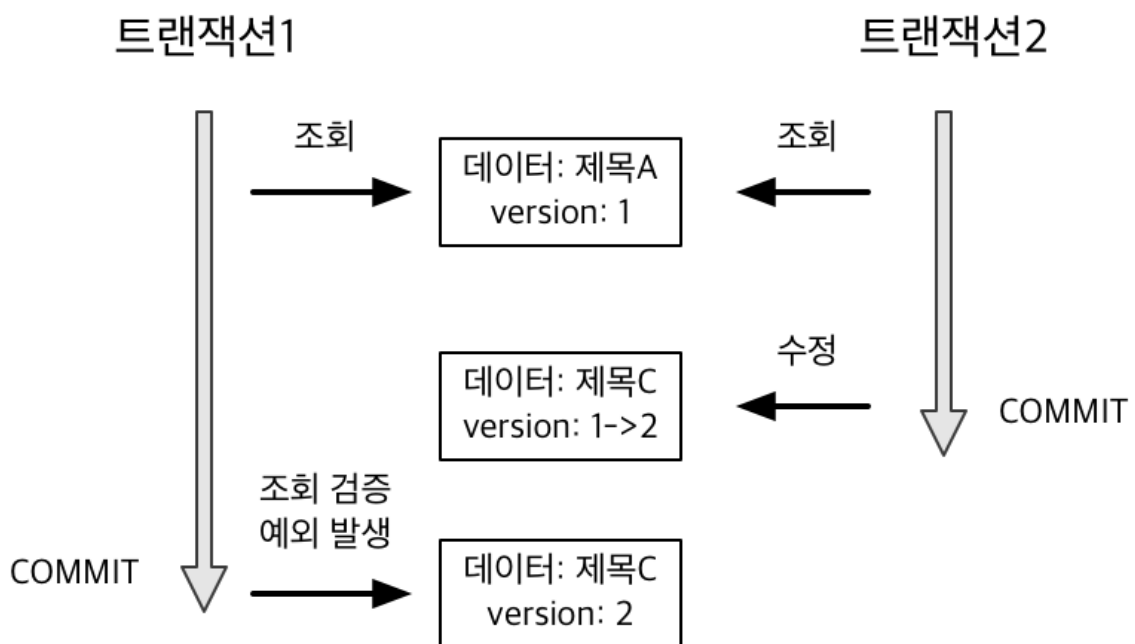 트랜잭션1
트랜잭션2
조회
조회
데이터: 제목A
version: 1
수정
데이터: 제목C
version: 1->2
COMMIT
조회 검증
예외 발생
COMMIT
데이터: 제목C
version: 2